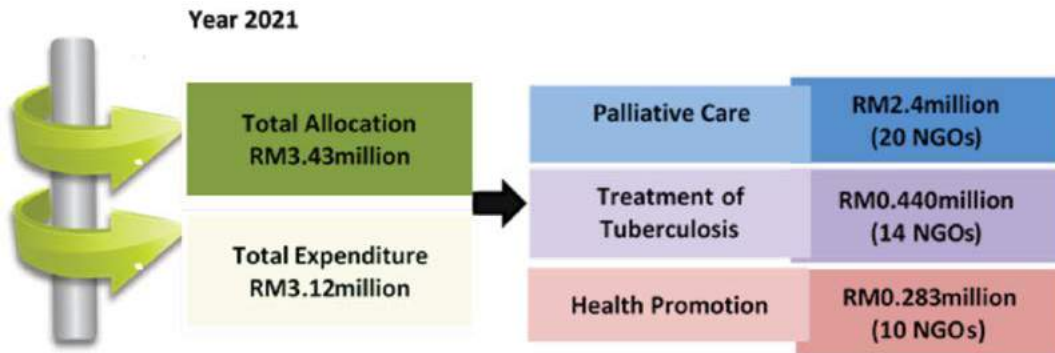 Year 2021
Total Allocation
RM3.43million
Total Expenditure
RM3.12million
Palliative Care
RM2.4million
(20 NGOs)
Treatment of
Tuberculosis
RM0.440million
(14 NGOs)
Health Promotion
RM0.283million
(10 NGOs)